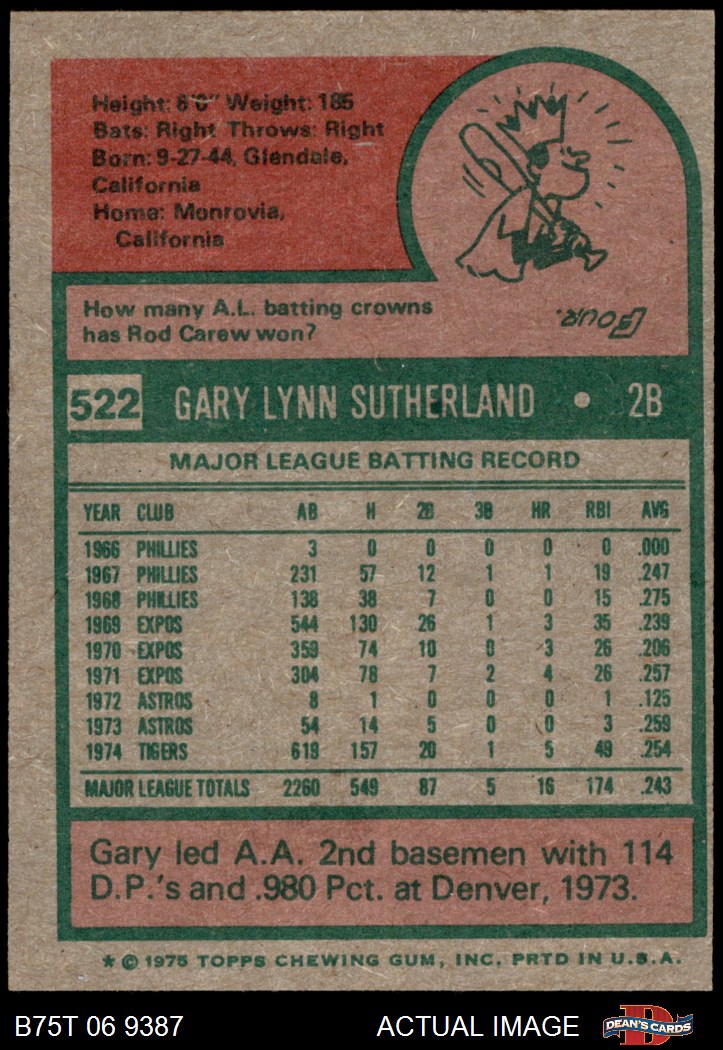 Height: 6'0" Weight: 185
Bats: Right Throws: Right
Born: 9-27-44, Glendale,
California
Home: Monrovia,
California
How many A.L. batting crowns
has Rod Carew won?
Four.
522 GARY LYNN SUTHERLAND • 2B
MAJOR LEAGUE BATTING RECORD
YEAR CLUB AB H 2B 3B HR RBI AVG
1966 PHILLIES 3 0 0 0 0 0 .000
1967 PHILLIES 231 57 12 1 1 19 .247
1968 PHILLIES 138 38 7 0 0 15 .275
1969 EXPOS 544 130 26 1 3 35 .239
1970 EXPOS 359 74 10 0 3 26 .206
1971 EXPOS 304 78 7 2 4 26 .257
1972 ASTROS 8 1 0 0 0 1 .125
1973 ASTROS 54 14 5 0 0 3 .259
1974 TIGERS 619 157 20 1 5 49 .254
MAJOR LEAGUE TOTALS 2260 549 87 5 16 174 .243
Gary led A.A. 2nd basemen with 114
D.P.'s and .980 Pct. at Denver, 1973.
* © 1975 TOPPS CHEWING GUM, INC. PRTD IN U.S.A.
B75T 06 9387 ACTUAL IMAGE D DEAN'S CARDS